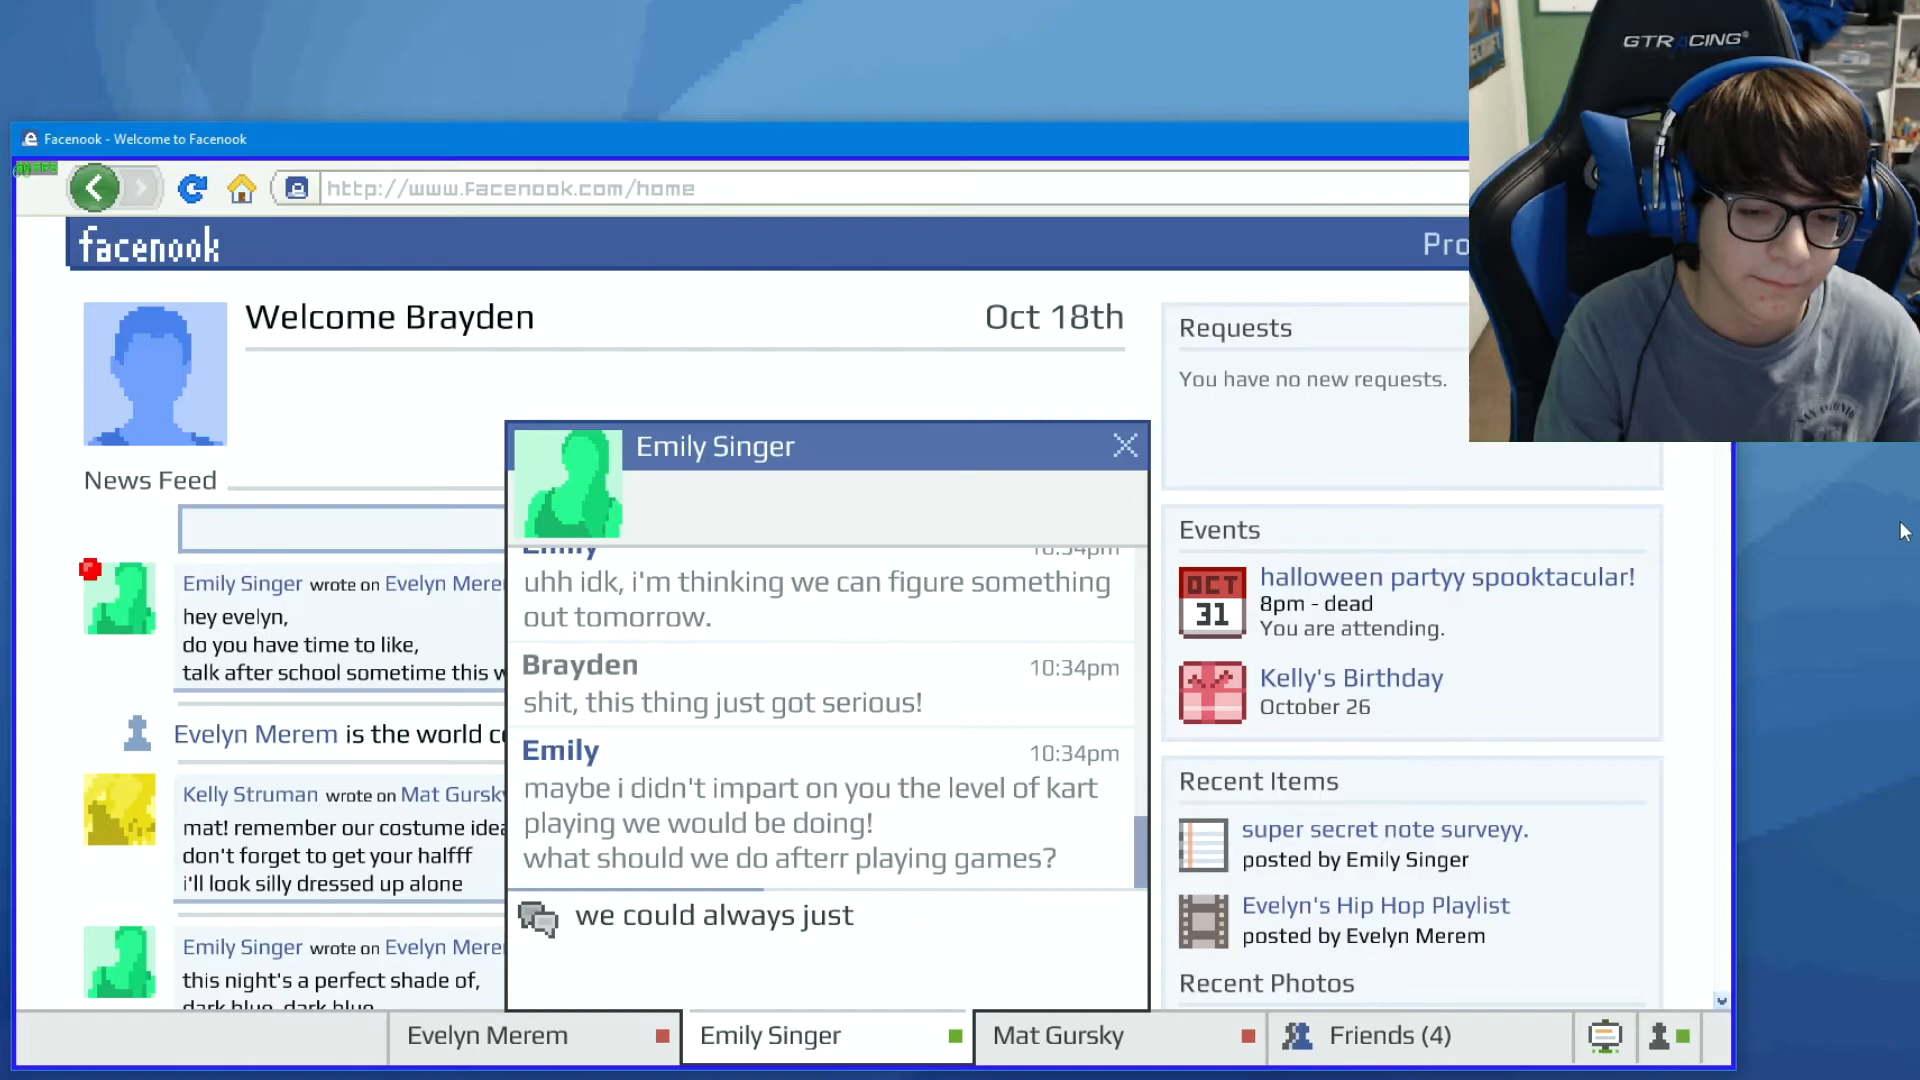 GTRACING
Facenook - Welcome to Facenook
http://www.Facenook.com/home
facenook
Pro
Welcome Brayden
Oct 18th
Requests
You have no new requests.
Emily Singer
News Feed
Emily Singer wrote on Evelyn Merem
hey evelyn,
do you have time to like,
talk after school sometime this w
Evelyn Merem is the world c
Kelly Struman wrote on Mat Gursky
mat! remember our costume idea
don't forget to get your halfff
i'll look silly dressed up alone
Emily Singer wrote on Evelyn Merem
this night's a perfect shade of,
dark blue, dark blue
Emily 10:34pm
uhh idk, i'm thinking we can figure something
out tomorrow.
Brayden 10:34pm
shit, this thing just got serious!
Emily 10:34pm
maybe i didn't impart on you the level of kart
playing we would be doing!
what should we do afterr playing games?
we could always just
Events
OCT
31
halloween partyy spooktacular!
8pm - dead
You are attending.
Kelly's Birthday
October 26
Recent Items
super secret note surveyy.
posted by Emily Singer
Evelyn's Hip Hop Playlist
posted by Evelyn Merem
Recent Photos
Evelyn Merem
Emily Singer
Mat Gursky
Friends (4)